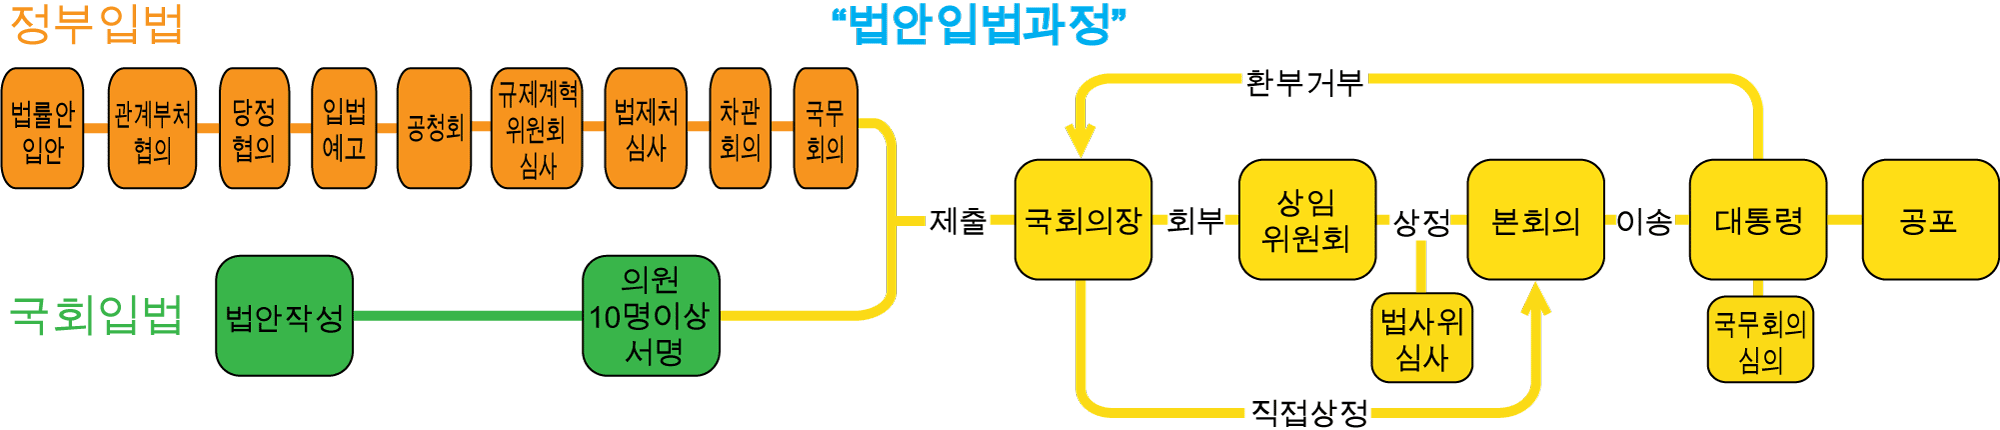 정부입법
“법안입법과정”
법률안
입안
관계부처
협의
당정
협의
입법
예고
공청회
규제계혁
위원회
심사
법제처
심사
차관
회의
국무
회의
환부거부
제출
국회의장
회부
상임
위원회
상정
본회의
이송
대통령
공포
국회입법
법안작성
의원
10명이상
서명
법사위
심사
국무회의
심의
직접상정